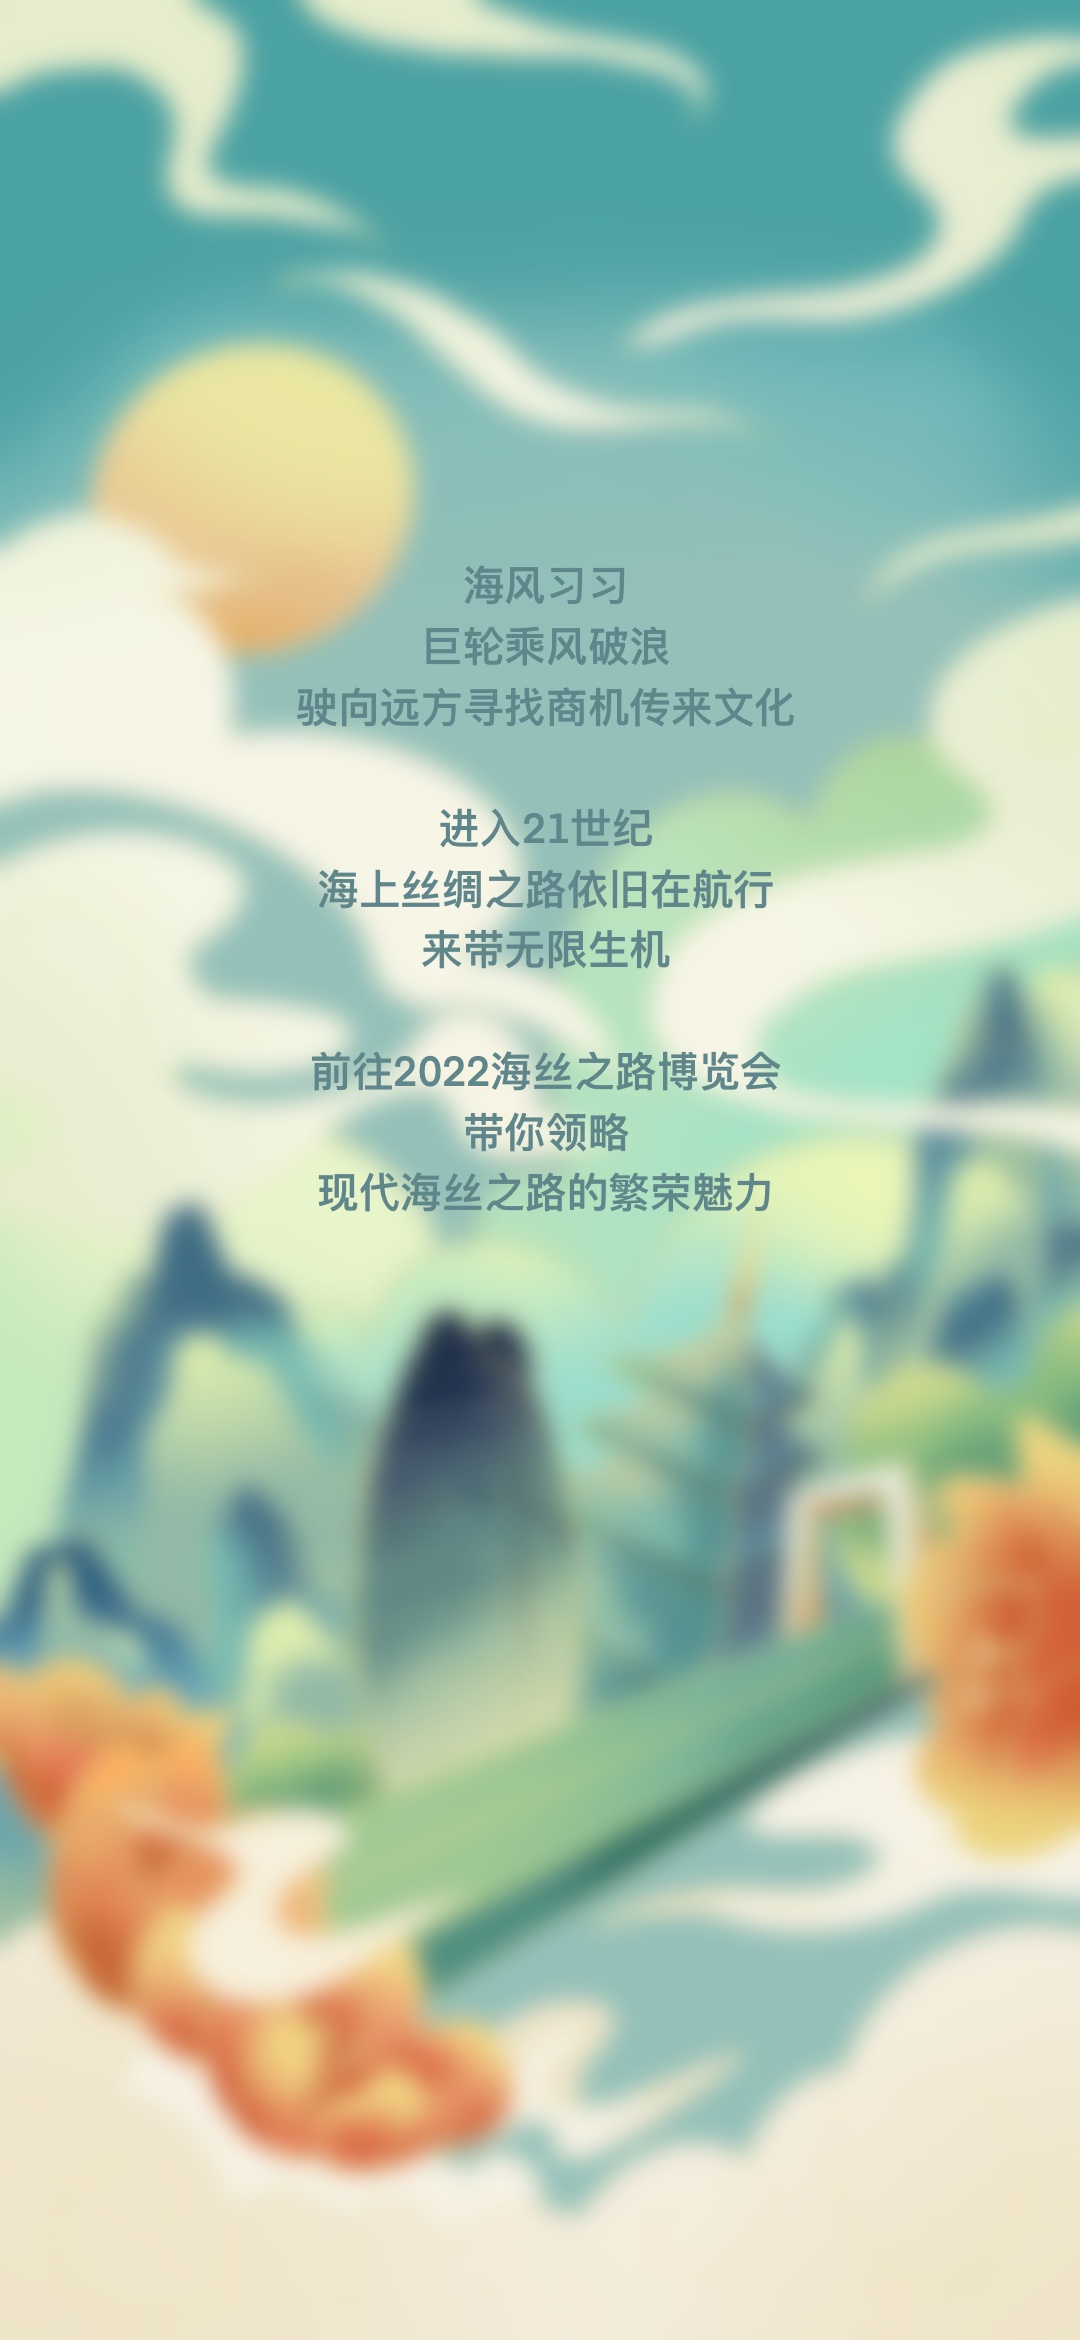 海风习习
巨轮乘风破浪
驶向远方寻找商机传来文化
进入21世纪
海上丝绸之路依旧在航行
来带无限生机
前往2022海丝之路博览会
带你领略
现代海丝之路的繁荣魅力